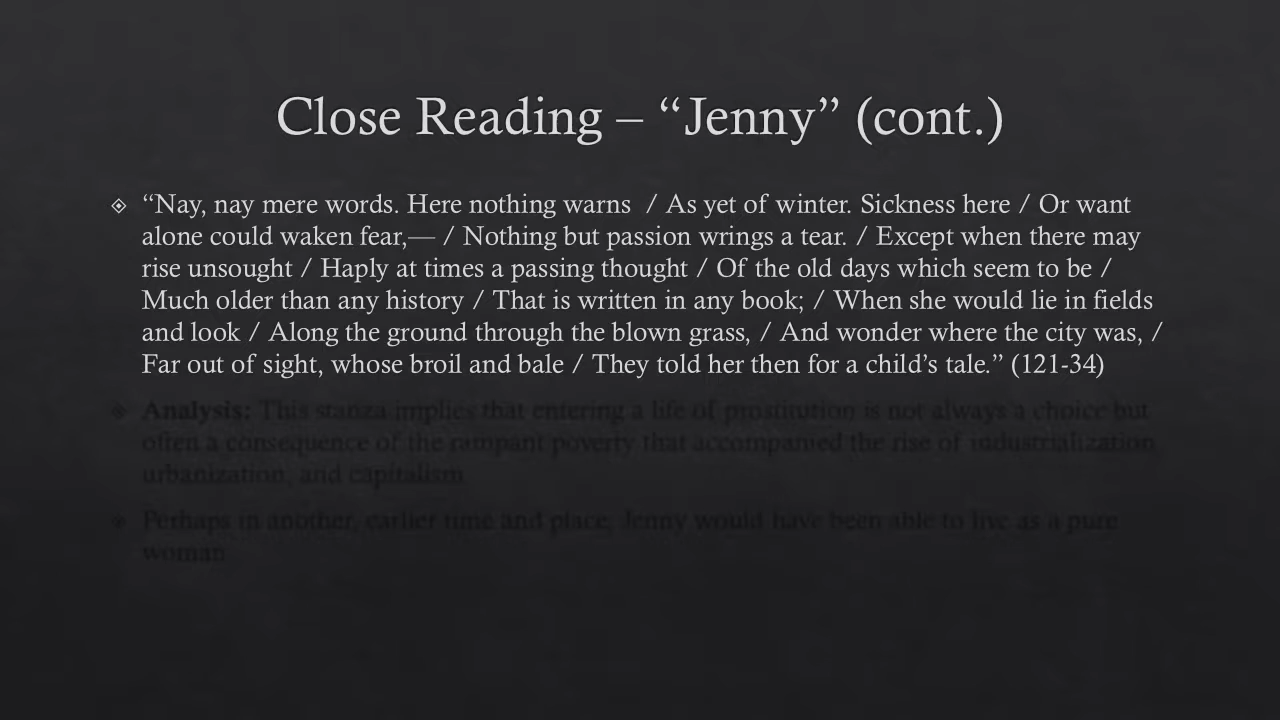 Close Reading – “Jenny” (cont.)
“Nay, nay mere words. Here nothing warns / As yet of winter. Sickness here / Or want
alone could waken fear,— / Nothing but passion wrings a tear. / Except when there may
rise unsought / Haply at times a passing thought / Of the old days which seem to be /
Much older than any history / That is written in any book; / When she would lie in fields
and look / Along the ground through the blown grass, / And wonder where the city was, /
Far out of sight, whose broil and bale / They told her then for a child’s tale.” (121-34)
Analysis: This stanza implies that entering a life of prostitution is not always a choice but
often a consequence of the rampant poverty that accompanied the rise of industrialization,
urbanization, and capitalism.
Perhaps in another, earlier time and place, Jenny would have been able to live as a pure
woman.